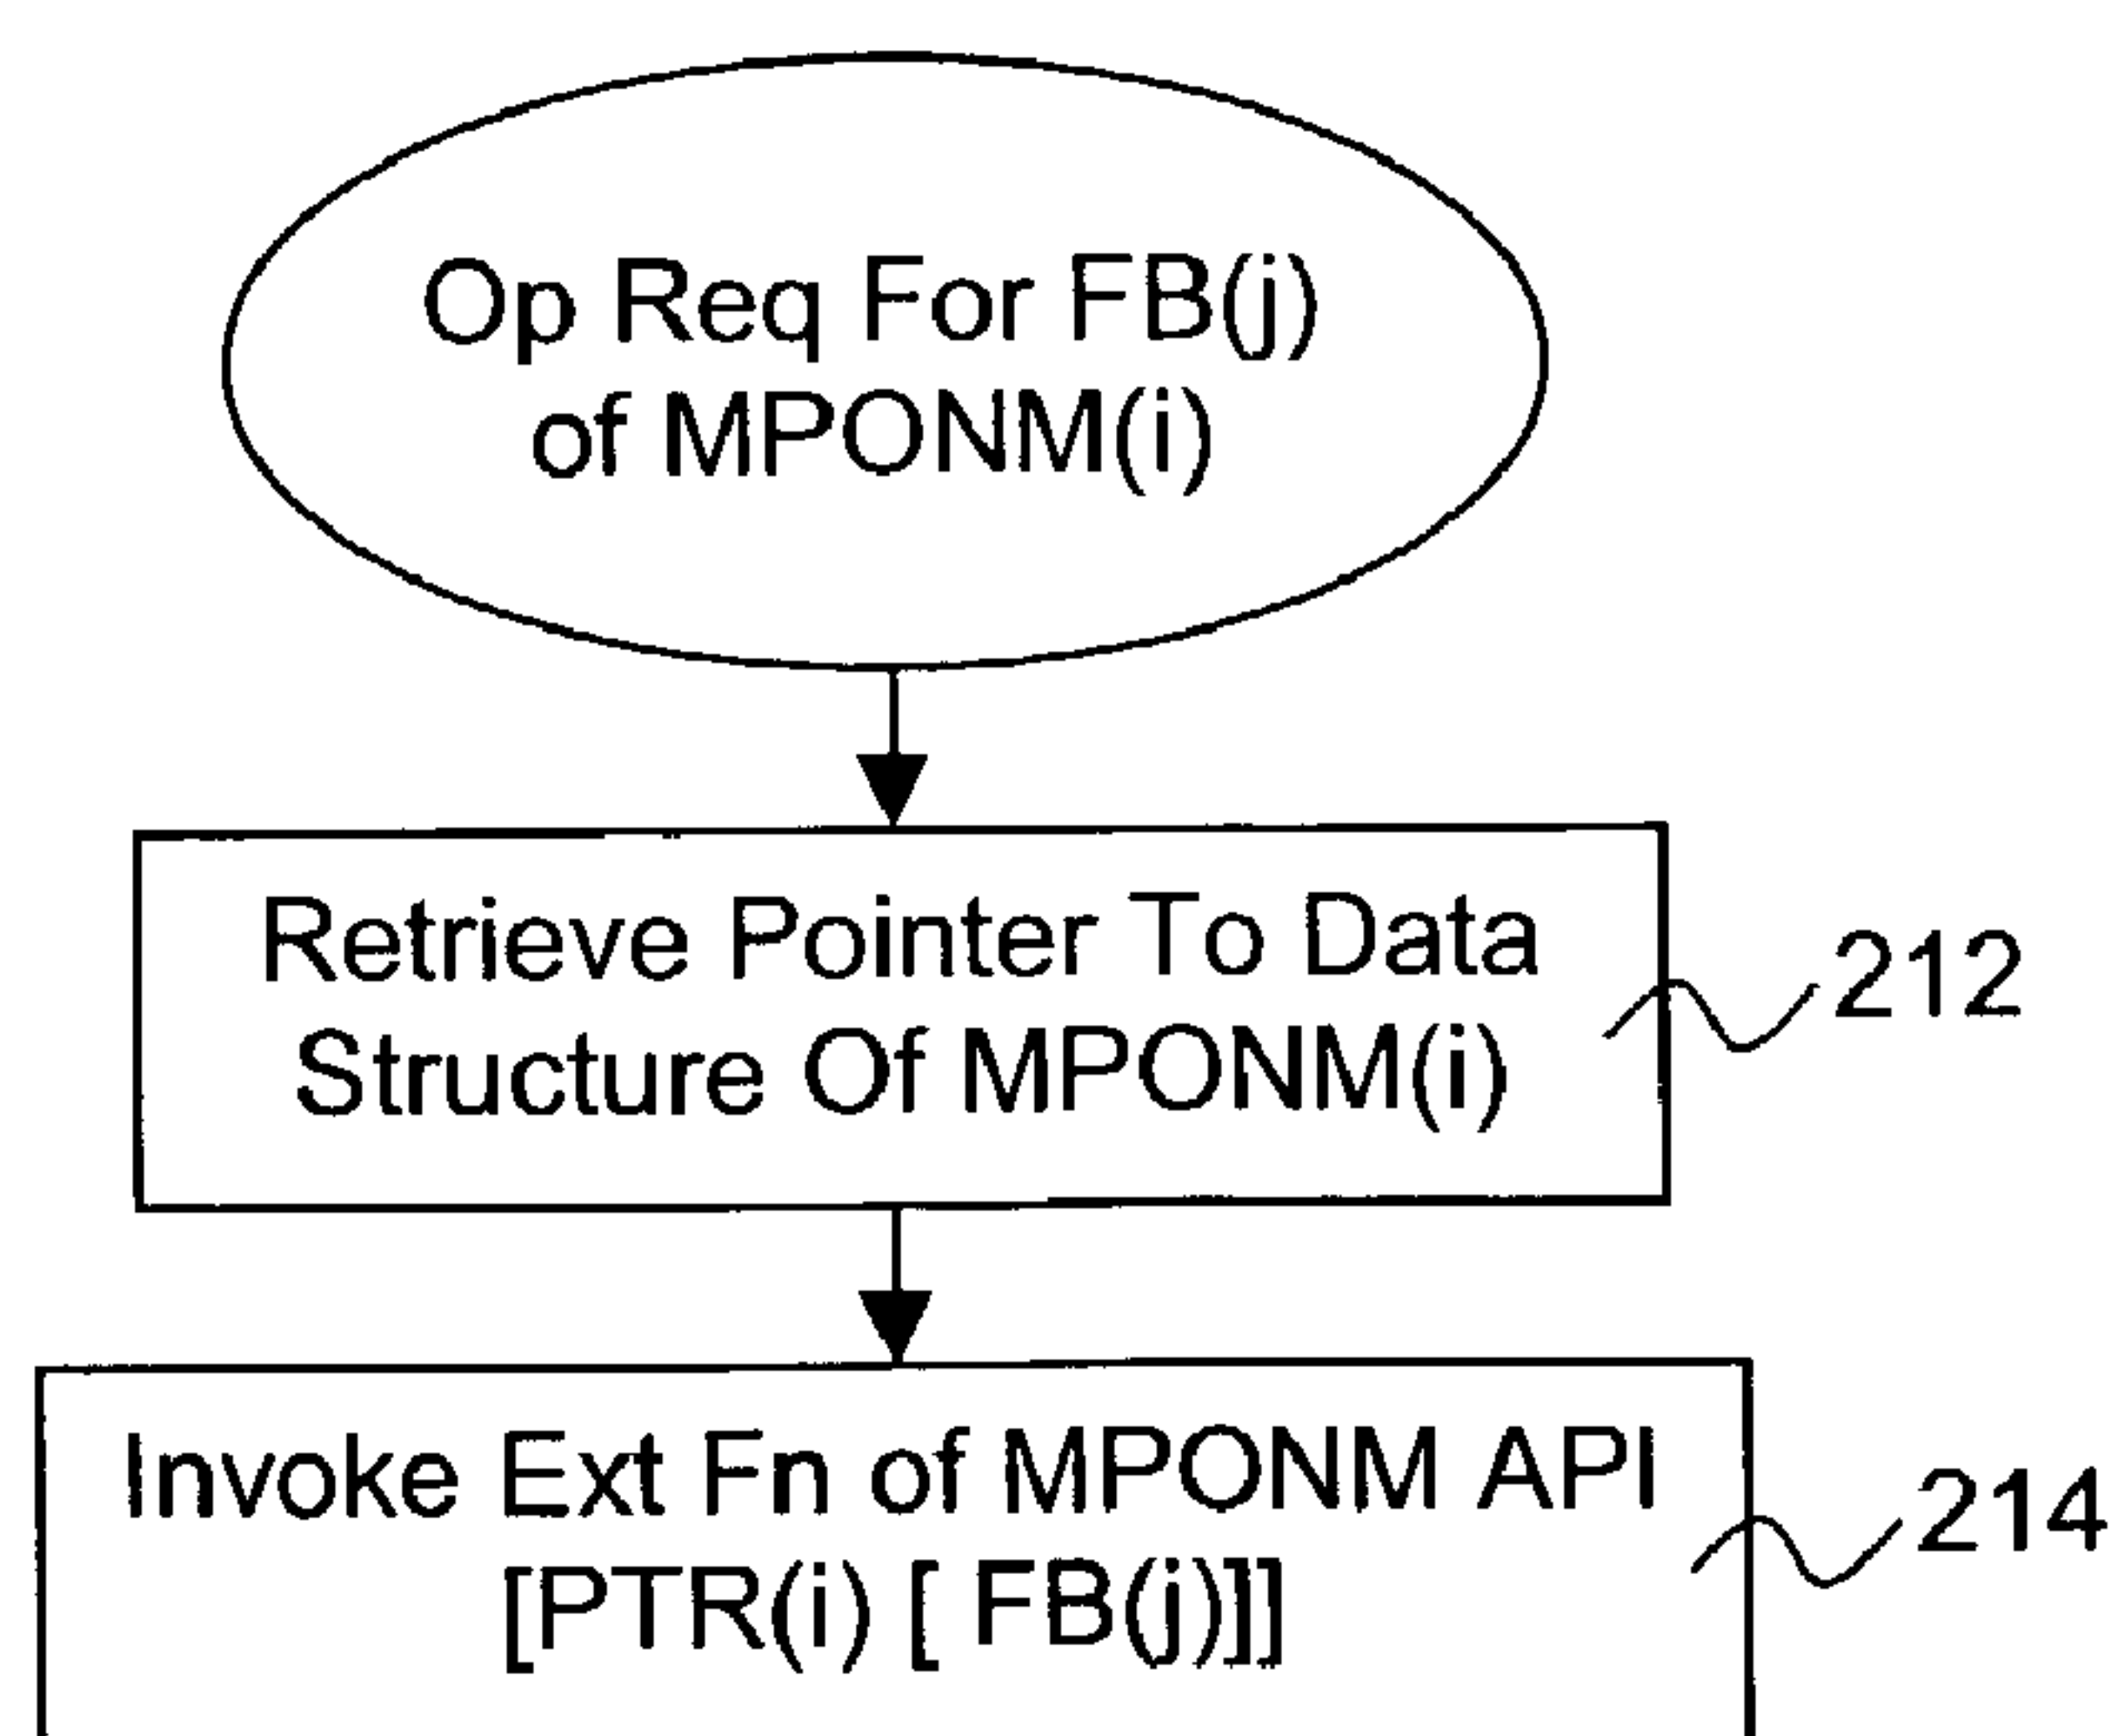 Op Req For FB(j)
of MPONM(i)
Retrieve Pointer To Data
Structure Of MPONM(i)
212
Invoke Ext Fn of MPONM API
[PTR(i) [ FB(j)]]
214